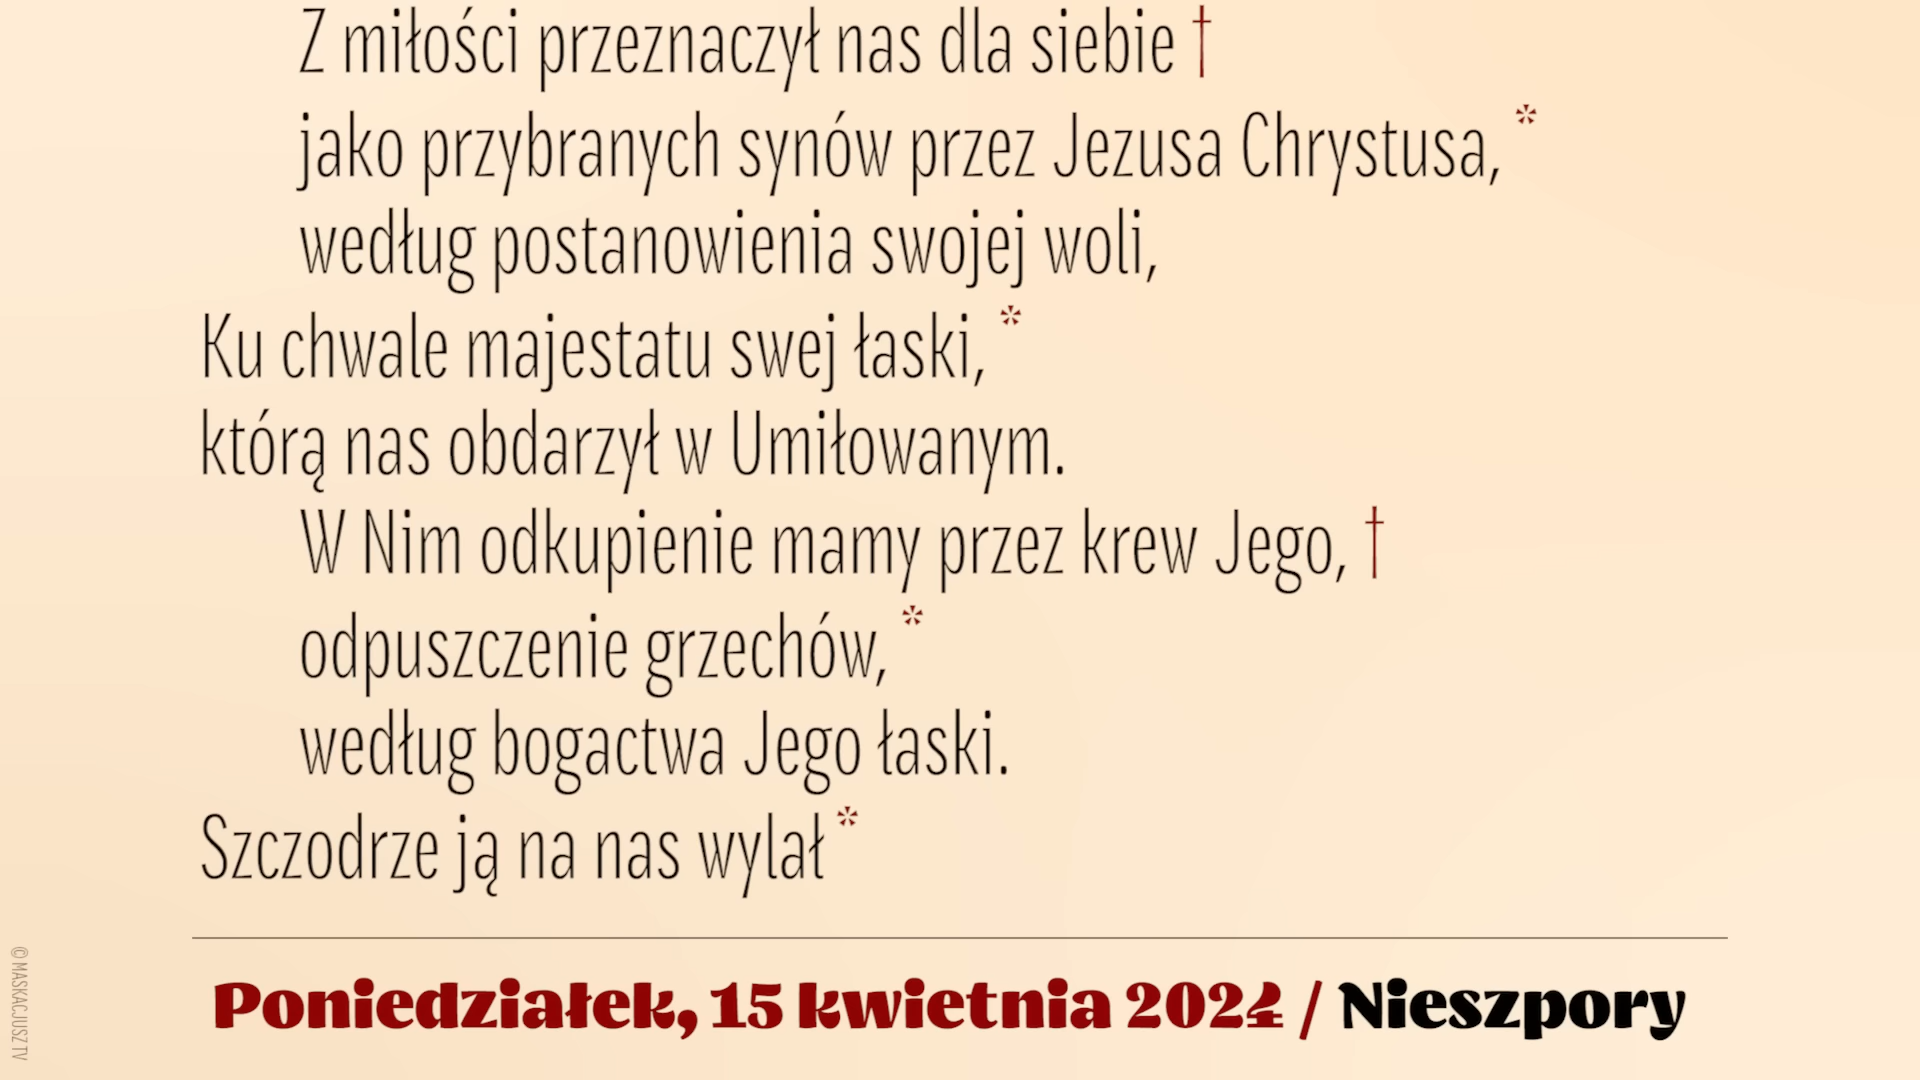 Z miłości przeznaczył nas dla siebie †
jako przybranych synów przez Jezusa Chrystusa, *
według postanowienia swojej woli,
Ku chwale majestatu swej łaski, *
którą nas obdarzył w Umiłowanym.
W Nim odkupienie mamy przez krew Jego, †
odpuszczenie grzechów, *
według bogactwa Jego łaski.
Szczodrze ją na nas wylał *
Poniedziałek, 15 kwietnia 2024 / Nieszpory
© MASKACJUSZ TV